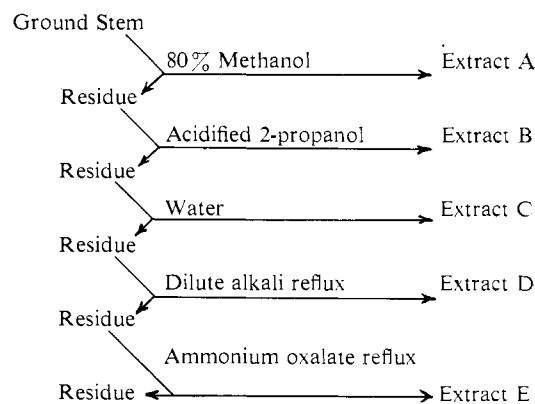 Ground Stem
80% Methanol
Extract A
Residue
Acidified 2-propanol
Extract B
Residue
Water
Extract C
Residue
Dilute alkali reflux
Extract D
Residue
Ammonium oxalate reflux
Residue
Extract E